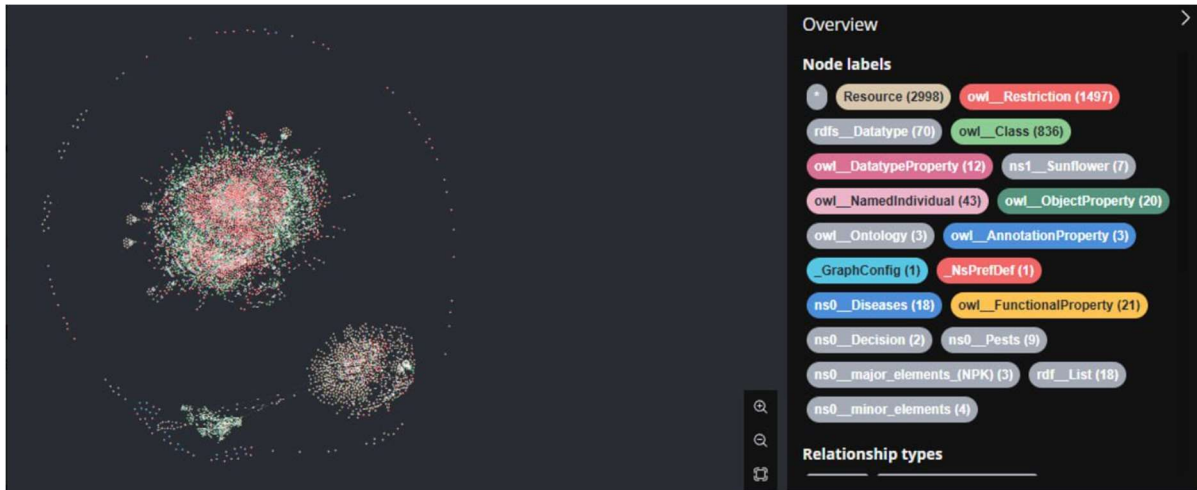 Overview
Node labels
* Resource (2998) owl__Restriction (1497)
rdfs__Datatype (70) owl__Class (836)
owl__DatatypeProperty (12) ns1__Sunflower (7)
owl__NamedIndividual (43) owl__ObjectProperty (20)
owl__Ontology (3) owl__AnnotationProperty (3)
_GraphConfig (1) _NsPrefDef (1)
ns0__Diseases (18) owl__FunctionalProperty (21)
ns0__Decision (2) ns0__Pests (9)
ns0__major_elements_(NPK) (3) rdf__List (18)
ns0__minor_elements (4)
Relationship types